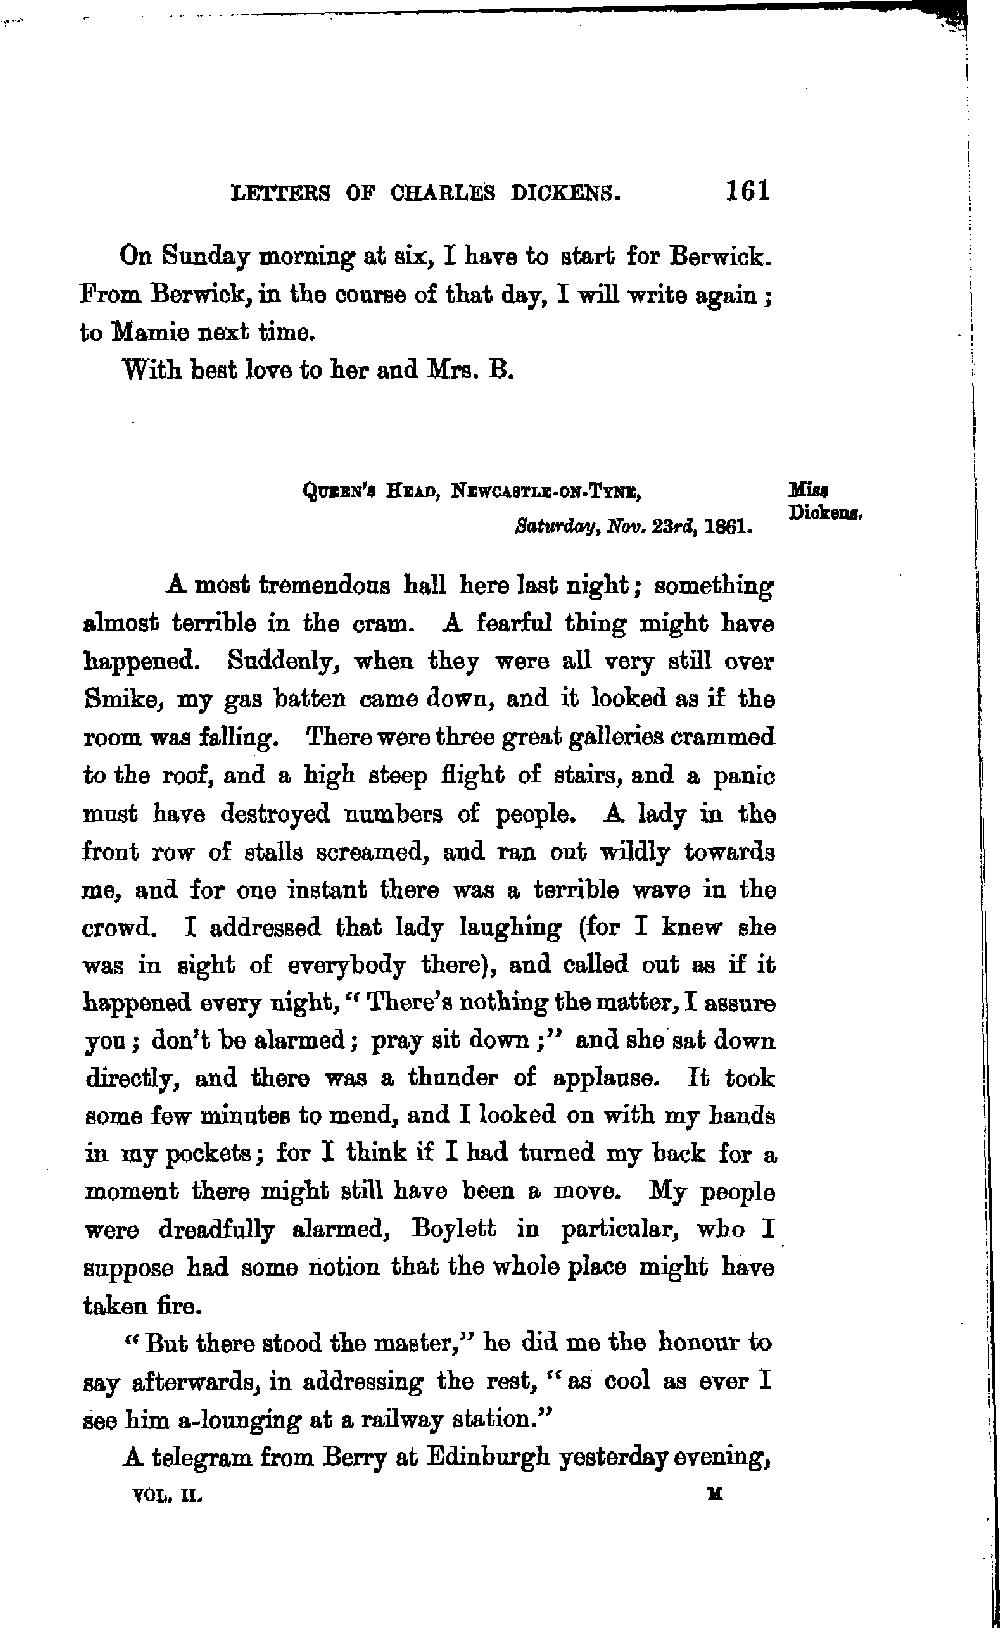 LETTERS OF CHARLES DICKENS. 161
On Sunday morning at six, I have to start for Berwick.
From Berwick, in the course of that day, I will write again;
to Mamie next time.
With best love to her and Mrs. B.
QUEEN'S HEAD, NEWCASTLE-ON-TYNE,
Miss
Saturday, Nov. 23rd, 1861.
Dickens.
A most tremendous hall here last night; something
almost terrible in the cram. A fearful thing might have
happened. Suddenly, when they were all very still over
Smike, my gas batten came down, and it looked as if the
room was falling. There were three great galleries crammed
to the roof, and a high steep flight of stairs, and a panic
must have destroyed numbers of people. A lady in the
front row of stalls screamed, and ran out wildly towards
me, and for one instant there was a terrible wave in the
crowd. I addressed that lady laughing (for I knew she
was in sight of everybody there), and called out as if it
happened every night, "There's nothing the matter, I assure
you; don't be alarmed; pray sit down;" and she sat down
directly, and there was a thunder of applause. It took
some few minutes to mend, and I looked on with my hands
in my pockets; for I think if I had turned my back for a
moment there might still have been a move. My people
were dreadfully alarmed, Boylett in particular, who I
suppose had some notion that the whole place might have
taken fire.
"But there stood the master," he did me the honour to
say afterwards, in addressing the rest, "as cool as ever I
see him a-lounging at a railway station."
A telegram from Berry at Edinburgh yesterday evening,
VOL. II. M